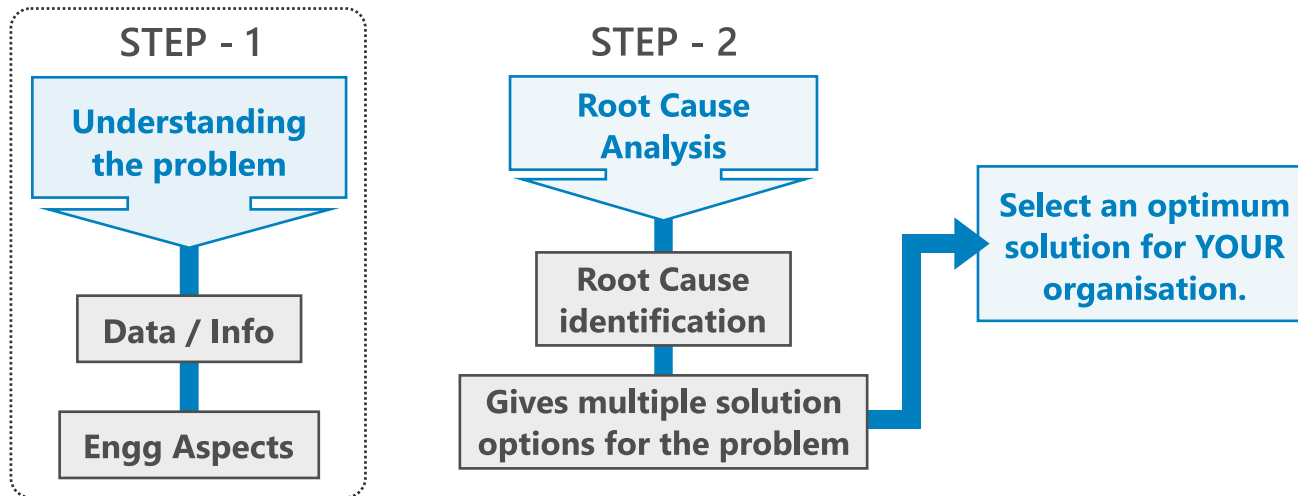 STEP - 1
Understanding
the problem
Data / Info
Engg Aspects
STEP - 2
Root Cause
Analysis
Root Cause
identification
Gives multiple solution
options for the problem
Select an optimum
solution for YOUR
organisation.